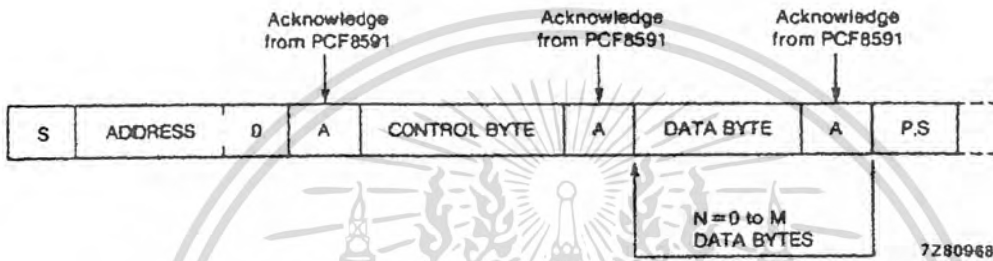 Acknowledge
from PCF8591
Acknowledge
from PCF8591
Acknowledge
from PCF8591
S ADDRESS 0 A CONTROL BYTE A DATA BYTE A P,S
N=0 to M
DATA BYTES
7Z80968